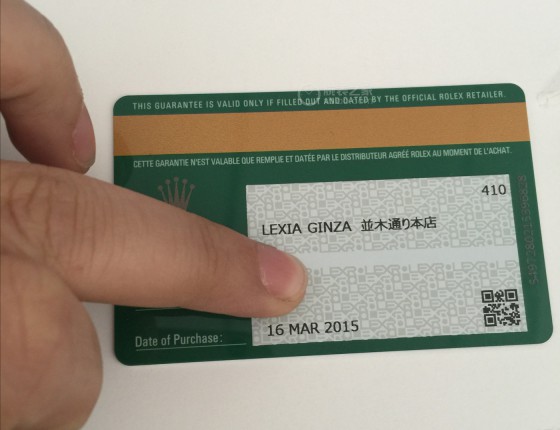 THIS GUARANTEE IS VALID ONLY IF FILLED OUT AND DATED BY THE OFFICIAL ROLEX RETAILER.
CETTE GARANTIE N'EST VALABLE QUE REMPLIE ET DATÉE PAR LE DISTRIBUTEUR AGRÉÉ ROLEX AU MOMENT DE L'ACHAT.
410
LEXIA GINZA 並木通り本店
Date of Purchase:
16 MAR 2015